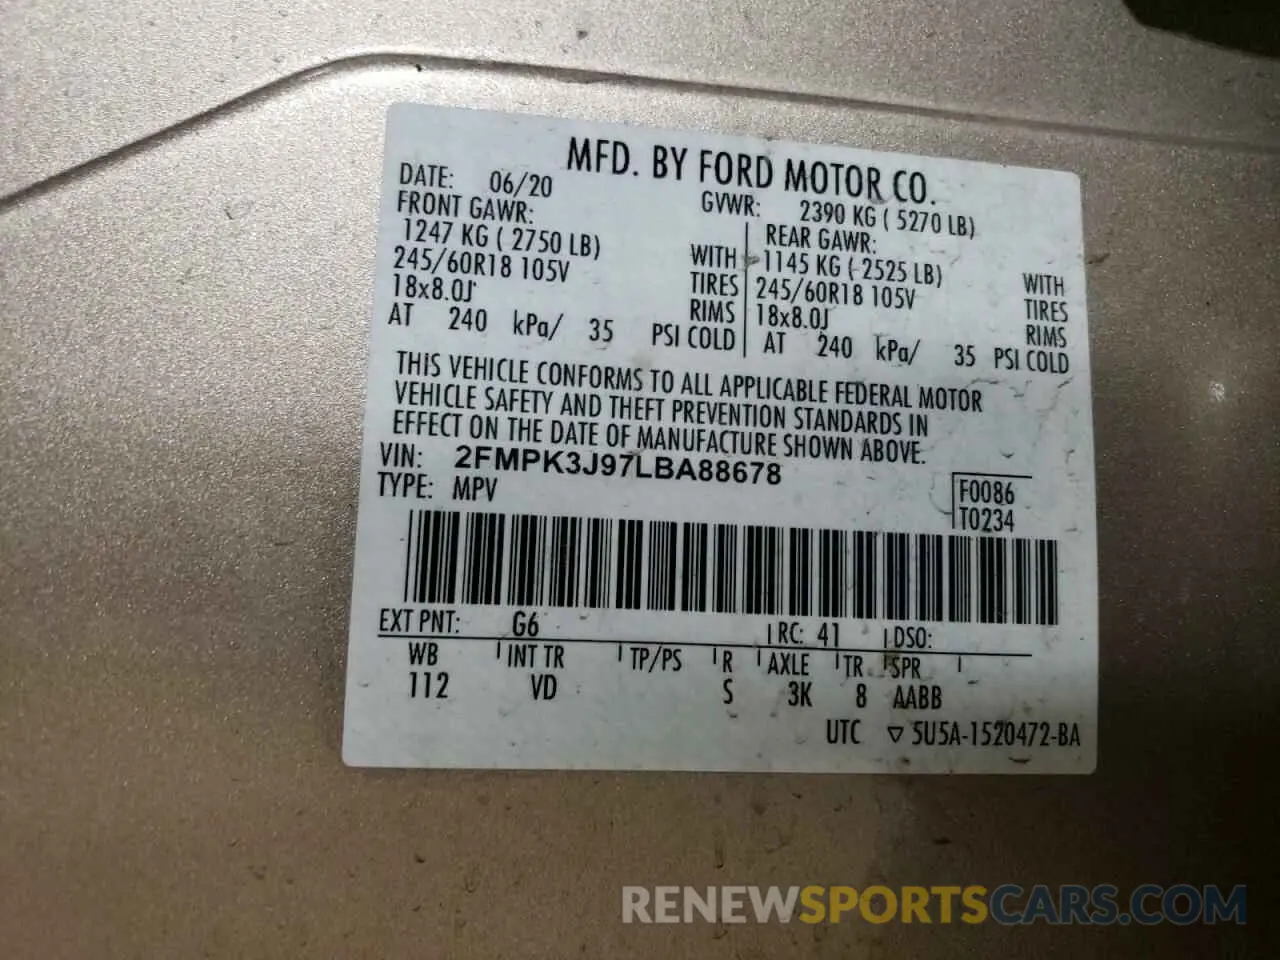 MFD. BY FORD MOTOR CO.
DATE: 06/20 GVWR: 2390 KG ( 5270 LB)
FRONT GAWR: REAR GAWR:
1247 KG ( 2750 LB) WITH 1145 KG ( 2525 LB) WITH
245/60R18 105V TIRES 245/60R18 105V TIRES
18x8.0J RIMS 18x8.0J RIMS
AT 240 kPa/ 35 PSI COLD AT 240 kPa/ 35 PSI COLD
THIS VEHICLE CONFORMS TO ALL APPLICABLE FEDERAL MOTOR
VEHICLE SAFETY AND THEFT PREVENTION STANDARDS IN
EFFECT ON THE DATE OF MANUFACTURE SHOWN ABOVE.
VIN: 2FMPK3J97LBA88678
TYPE: MPV
F0086
T0234
EXT PNT: G6 RC: 41 DSO:
WB INT TR TP/PS R AXLE TR SPR
112 VD S 3K 8 AABB
UTC ▽ 5U5A-1520472-BA
RENEWSPORTSCARS.COM